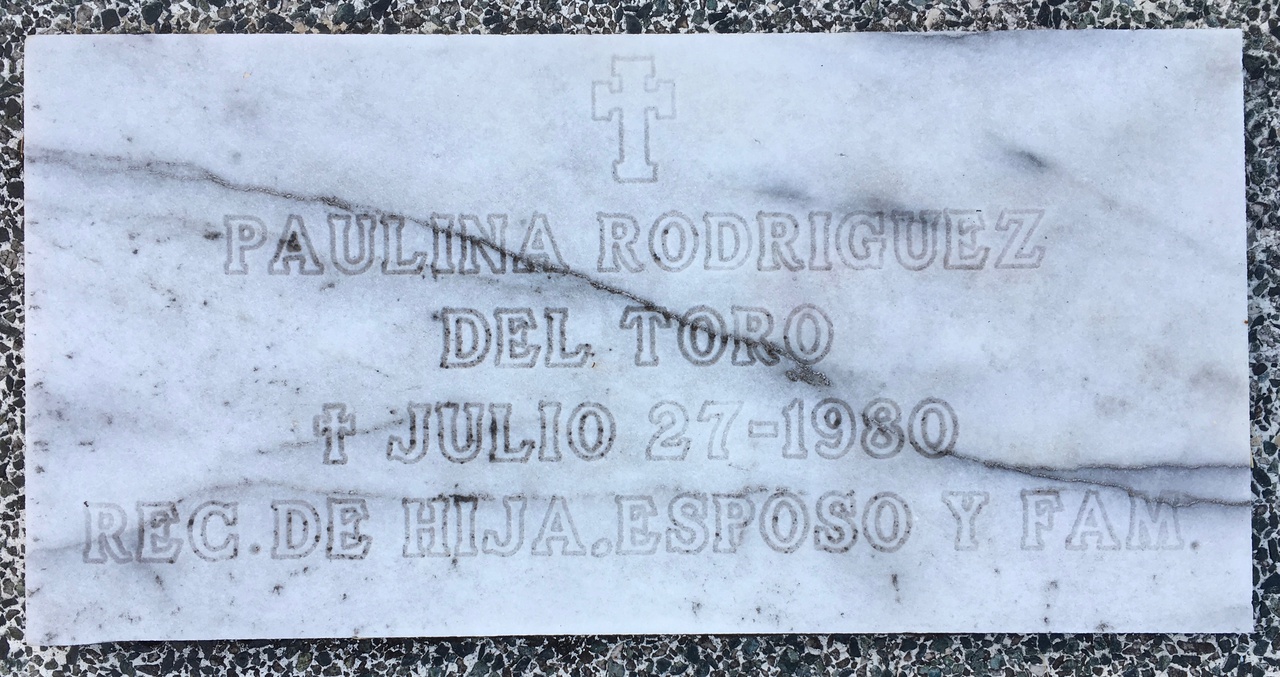 PAULINA RODRIGUEZ
DEL TORO
✝ JULIO 27-1980
REC. DE HIJA, ESPOSO Y FAM